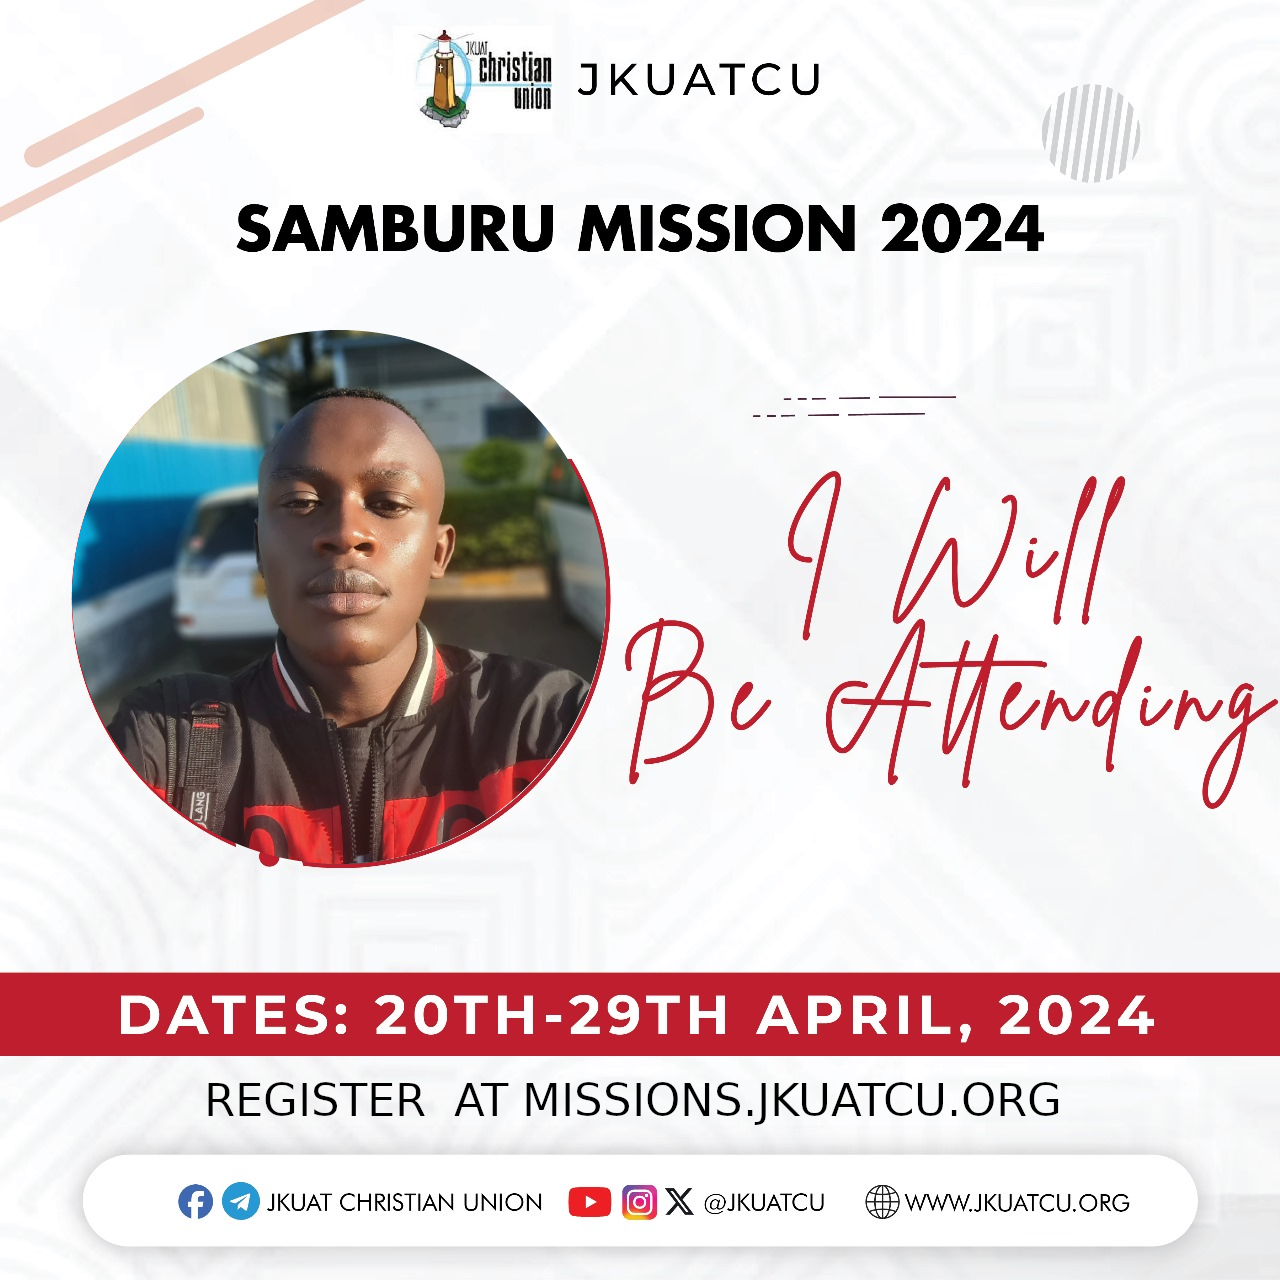 JKUAT
christian
union
JKUATCU
SAMBURU MISSION 2024
I Will
Be Attending
LANG
DATES: 20TH-29TH APRIL, 2024
REGISTER AT MISSIONS.JKUATCU.ORG
JKUAT CHRISTIAN UNION @JKUATCU WWW.JKUATCU.ORG